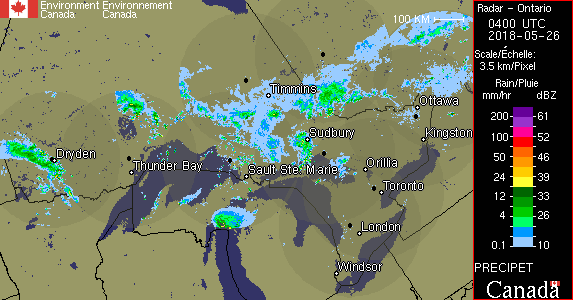 Environment Environnement
Canada Canada
100 KM
Timmins
Ottawa
Sudbury
Kingston
Dryden
Thunder Bay
Sault Ste. Marie
Orillia
Toronto
London
Windsor
Radar - Ontario
0400 UTC
2018-05-26
Scale/Échelle:
3.5 km/Pixel
Rain/Pluie
mm/hr dBZ
200 61
100 56
100 52
50 46
24 39
12 33
4 26
0.1 10
PRECIPET
Canada